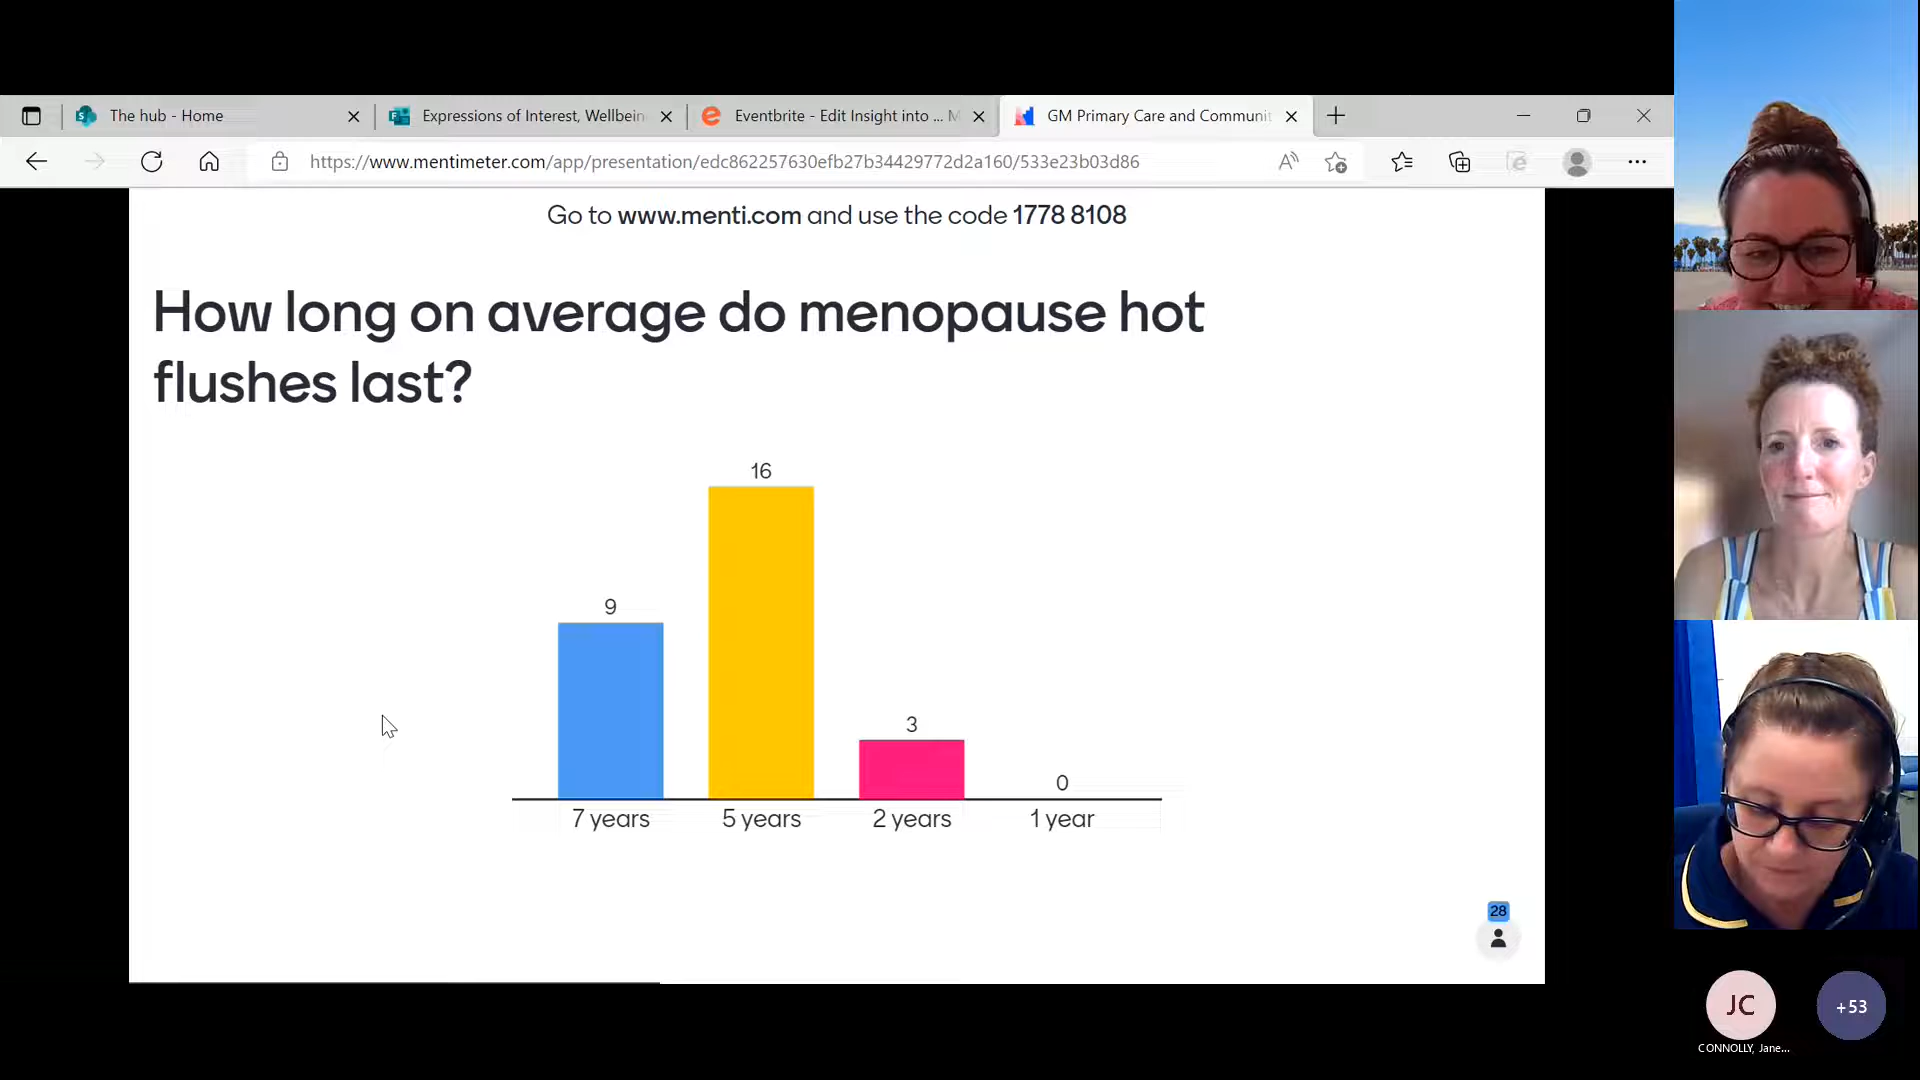 The hub - Home
Expressions of Interest, Wellbein
Eventbrite - Edit Insight into ... M
GM Primary Care and Communit
https://www.mentimeter.com/app/presentation/edc862257630efb27b34429772d2a160/533e23b03d86
Go to www.menti.com and use the code 1778 8108
How long on average do menopause hot
flushes last?
16
9
3
0
7 years
5 years
2 years
1 year
28
JC
+53
CONNOLLY, Jane...